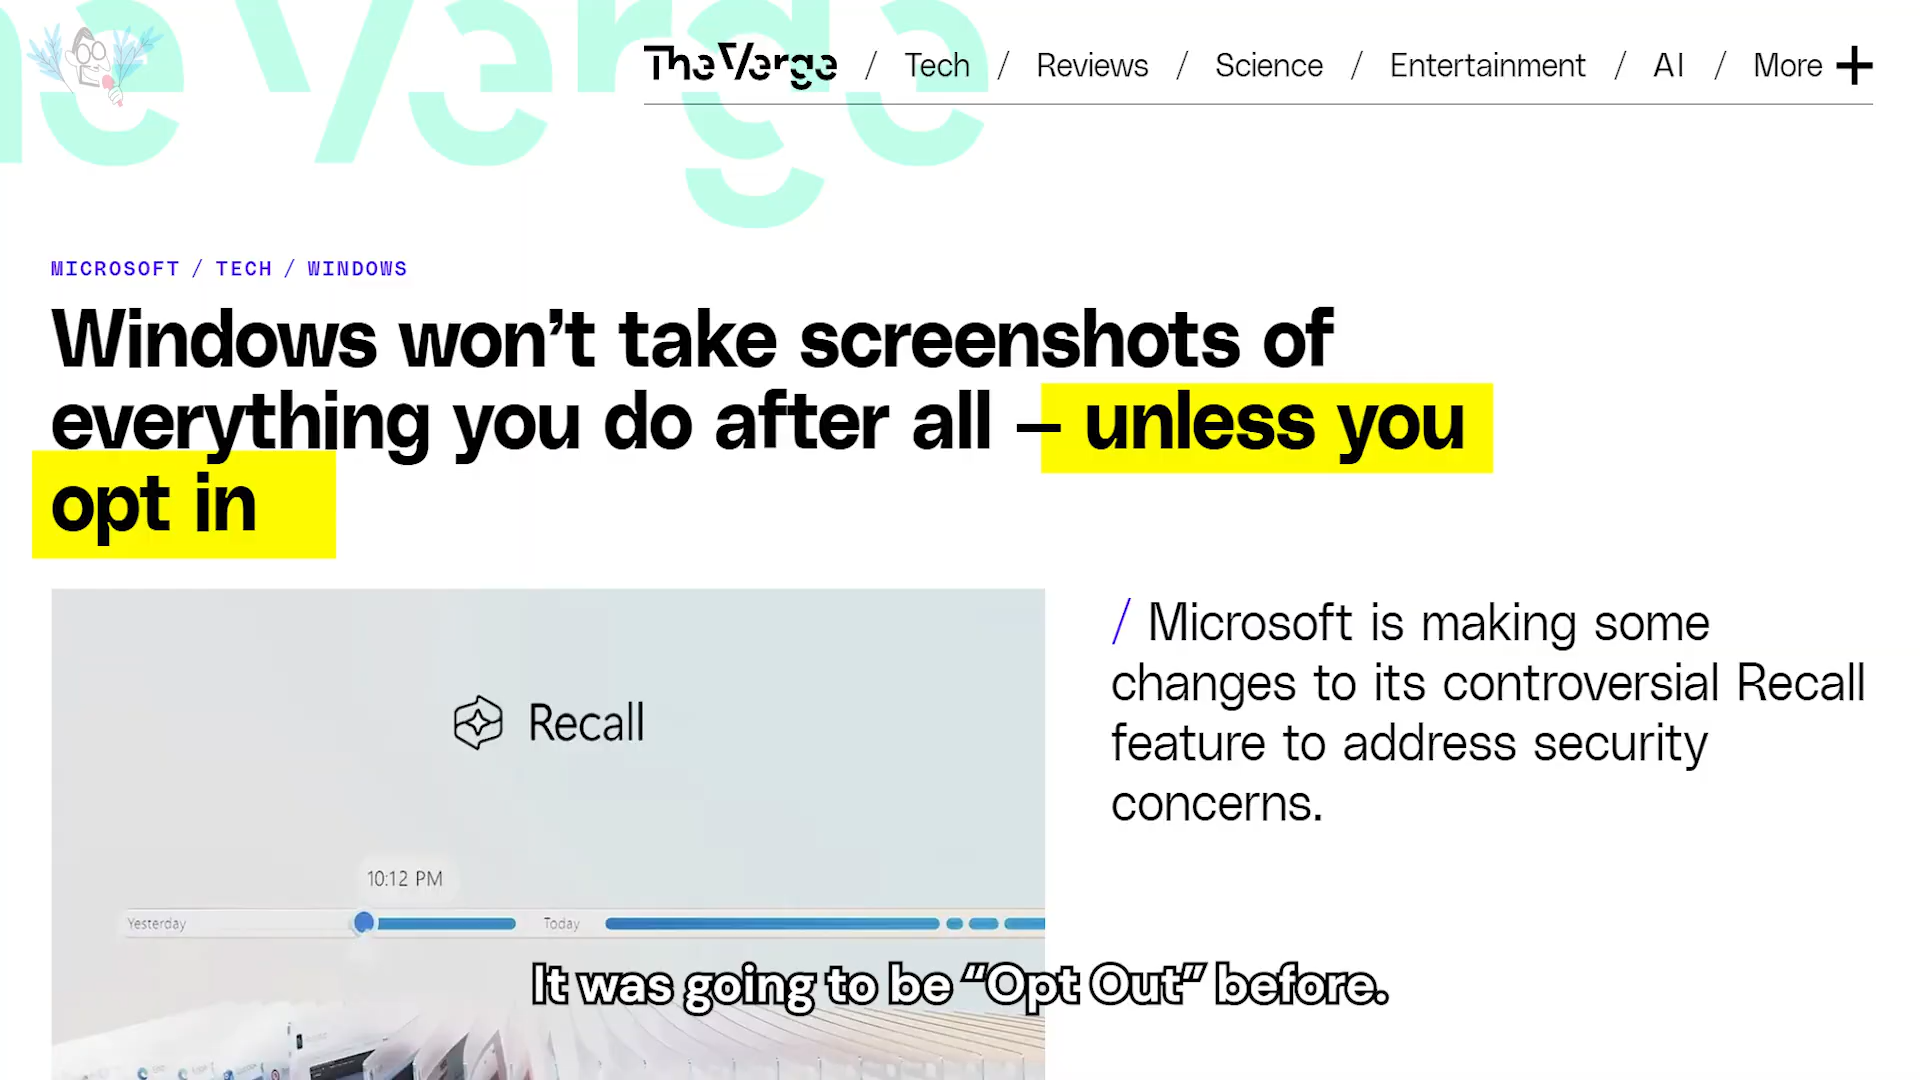 The Verge
The Verge / Tech / Reviews / Science / Entertainment / AI / More +
MICROSOFT / TECH / WINDOWS
Windows won’t take screenshots of
everything you do after all – unless you
opt in
Recall
/ Microsoft is making some
changes to its controversial Recall
feature to address security
concerns.
10:12 PM
Yesterday
Today
It was going to be “Opt Out” before.